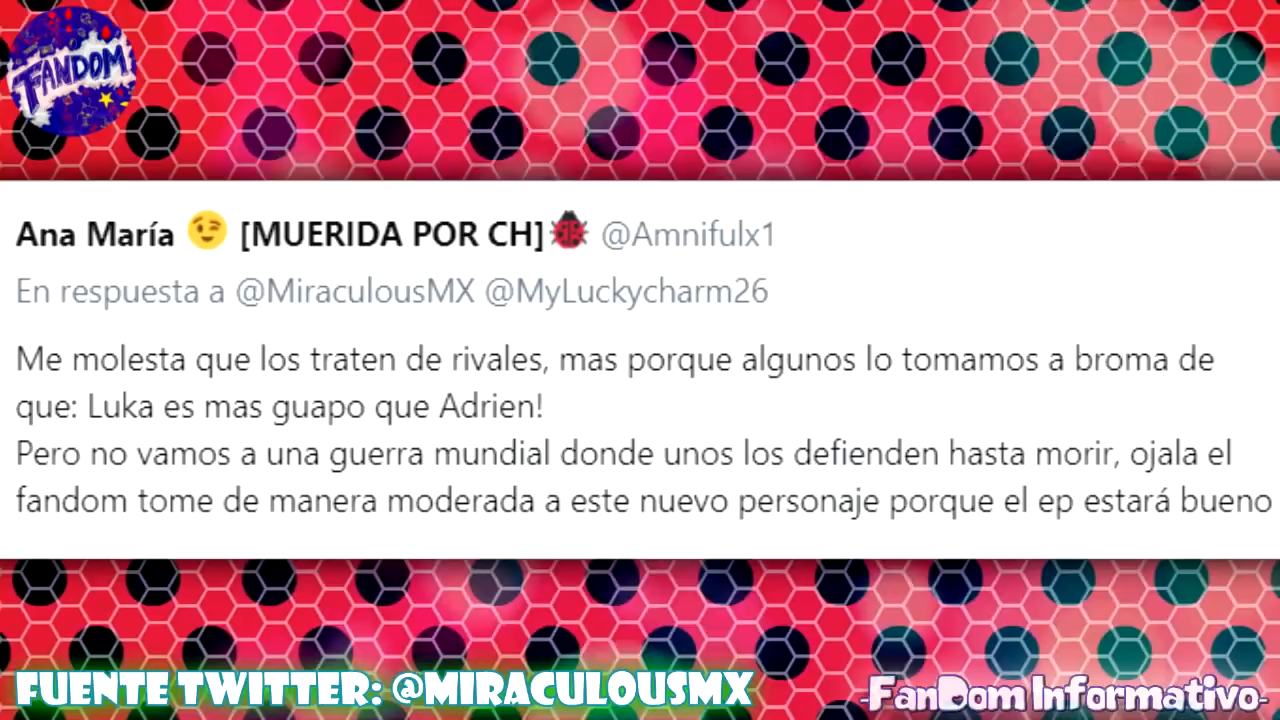 FANDOM
Ana María 😉 [MUERIDA POR CH]🐞 @Amnifulx1
En respuesta a @MiraculousMX @MyLuckycharm26
Me molesta que los traten de rivales, mas porque algunos lo tomamos a broma de
que: Luka es mas guapo que Adrien!
Pero no vamos a una guerra mundial donde unos los defienden hasta morir, ojala el
fandom tome de manera moderada a este nuevo personaje porque el ep estará bueno
FUENTE TWITTER: @MIRACULOUSMX
-FanDom Informativo-